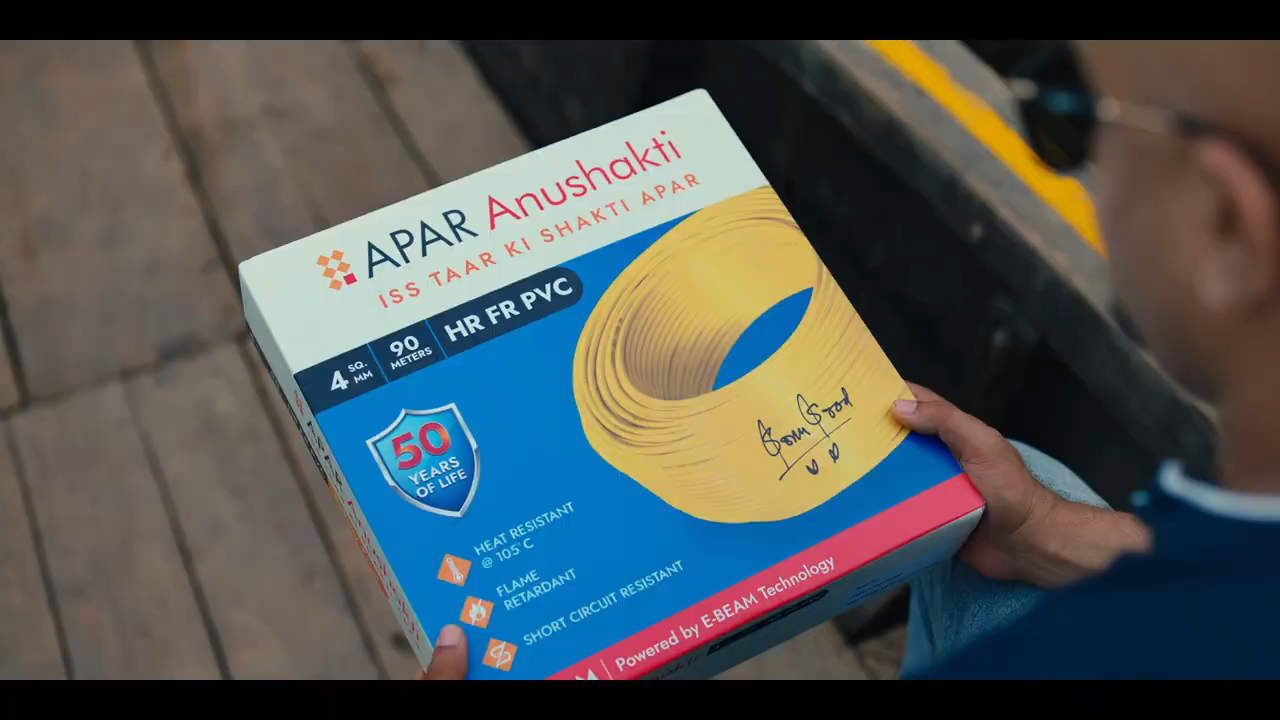 APAR Anushakti
ISS TAAR KI SHAKTI APAR
4 SQ. MM
90 METERS
HR FR PVC
50
YEARS
OF LIFE
HEAT RESISTANT
@ 105°C
FLAME
RETARDANT
SHORT CIRCUIT RESISTANT
Powered by E-BEAM Technology